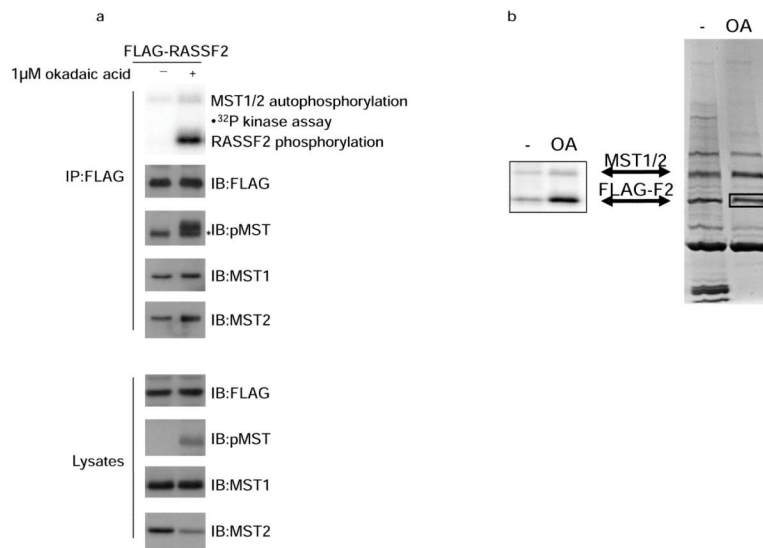 a
FLAG-RASSF2
1μM okadaic acid - +
MST1/2 autophosphorylation
•³²P kinase assay
RASSF2 phosphorylation
IP:FLAG
IB:FLAG
IB:pMST
*
IB:MST1
IB:MST2
Lysates
IB:FLAG
IB:pMST
IB:MST1
IB:MST2
b
- OA
- OA
MST1/2
FLAG-F2